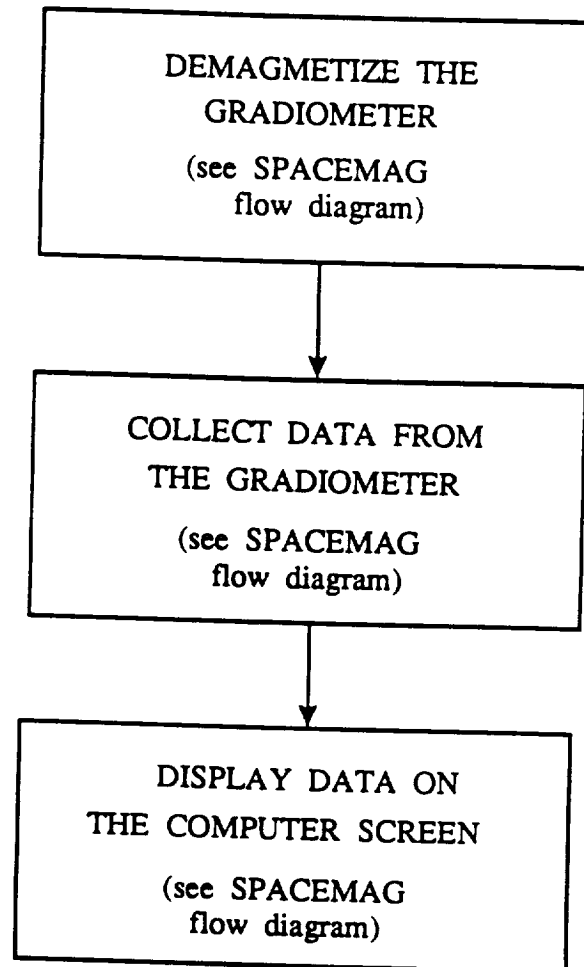 DEMAGMETIZE THE
GRADIOMETER
(see SPACEMAG
flow diagram)
COLLECT DATA FROM
THE GRADIOMETER
(see SPACEMAG
flow diagram)
DISPLAY DATA ON
THE COMPUTER SCREEN
(see SPACEMAG
flow diagram)